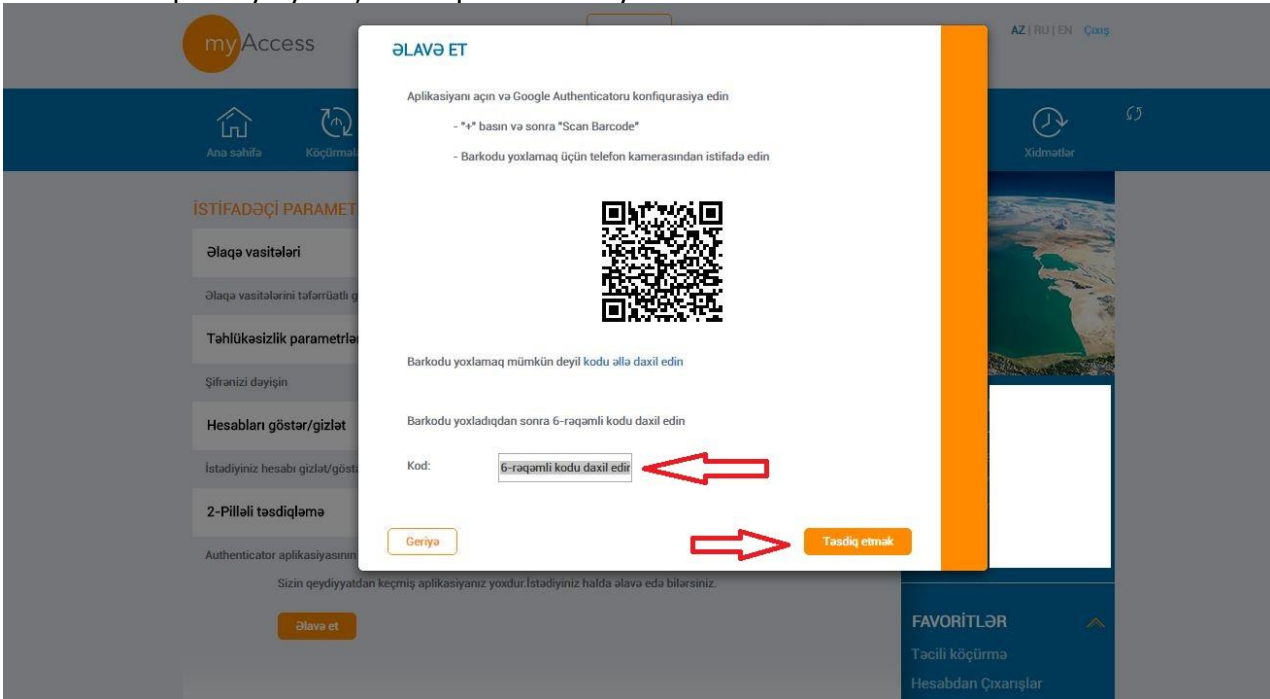 myAccess
AZ | RU | EN Çıxış
Ana səhifə
Köçürmələ
Xidmətlər
ƏLAVƏ ET
Aplikasiyanı açın və Google Authenticatoru konfiqurasiya edin
- "+" basın və sonra "Scan Barcode"
- Barkodu yoxlamaq üçün telefon kamerasından istifadə edin
Barkodu yoxlamaq mümkün deyil kodu əllə daxil edin
Barkodu yoxladıqdan sonra 6-rəqəmli kodu daxil edin
Kod: 6-rəqəmli kodu daxil edin
Geriyə
Təsdiq etmək
İSTİFADƏÇİ PARAMET
Əlaqə vasitələri
Əlaqə vasitələrini təfərrüatlı g
Təhlükəsizlik parametrlə
Şifrənizi dəyişin
Hesabları göstər/gizlət
İstədiyiniz hesabı gizlət/göstə
2-Pilləli təsdiqləmə
Authenticator aplikasiyasının
Sizin qeydiyyatdan keçmiş aplikasiyanız yoxdur.İstədiyiniz halda əlavə edə bilərsiniz.
Əlavə et
FAVORİTLƏR
Təcili köçürmə
Hesabdan Çıxarışlar